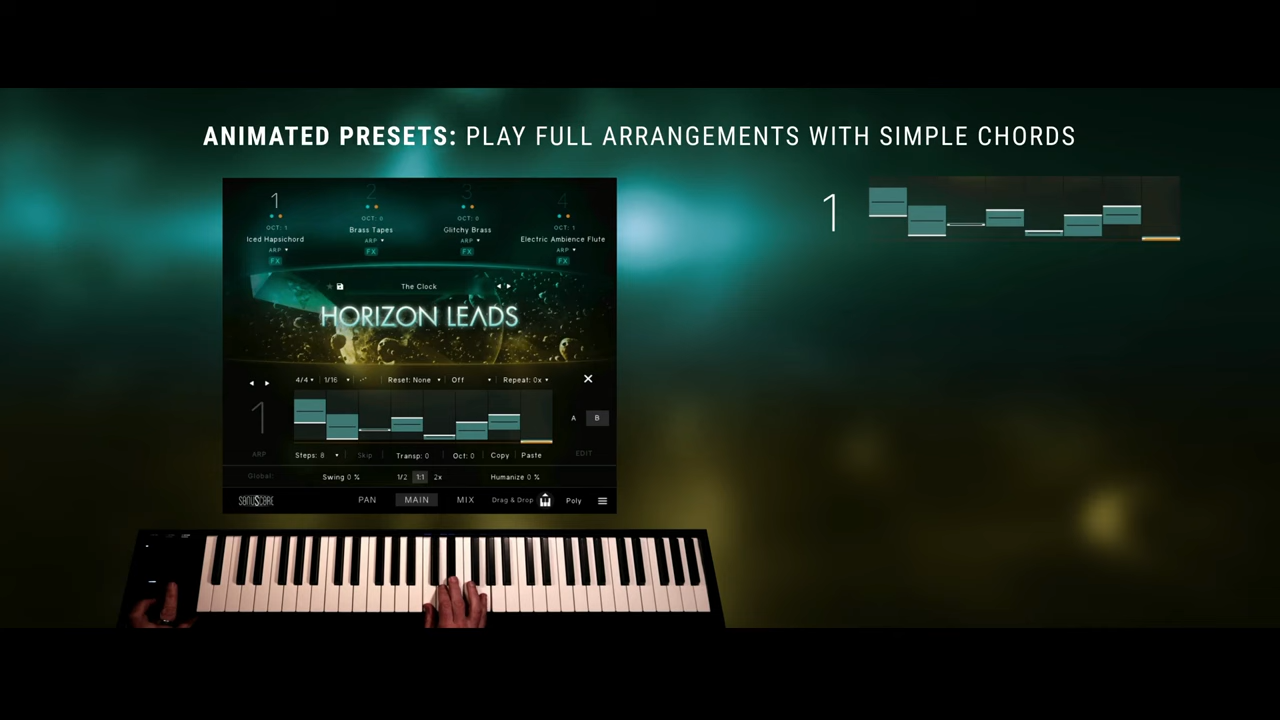 ANIMATED PRESETS: PLAY FULL ARRANGEMENTS WITH SIMPLE CHORDS
1 2 3 4
OCT: 1 OCT: 0 OCT: 0 OCT: 1
Iced Hapsichord Brass Tapes Glitchy Brass Electric Ambience Flute
ARP ARP ARP ARP
FX FX FX FX
The Clock
HORIZON LEADS
4/4 1/16 Reset: None Off Repeat: 0x
1 A B
ARP Steps: 8 Skip Transp: 0 Oct: 0 Copy Paste EDIT
Global: Swing 0 % 1/2 1:1 2x Humanize 0 %
SONUSCORE PAN MAIN MIX Drag & Drop Poly
1